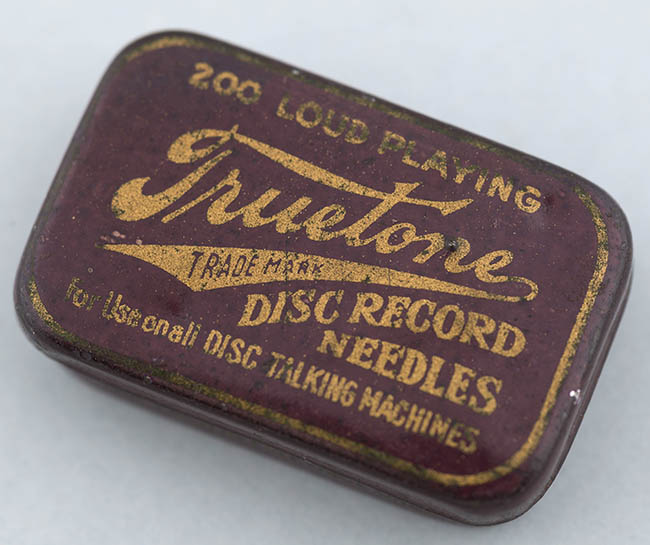 200 LOUD PLAYING
Truetone
TRADE MARK
DISC RECORD
NEEDLES
for Use on all DISC TALKING MACHINES